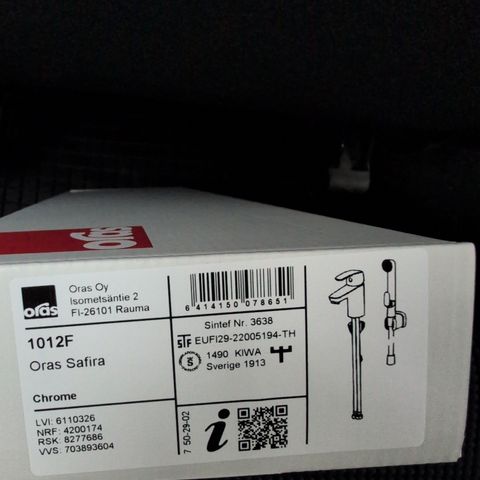 oras
oras
Oras Oy
Isometsäntie 2
FI-26101 Rauma
1012F
Oras Safira
Chrome
LVI: 6110326
NRF: 4200174
RSK: 8277686
VVS: 703893604
6 414150 078651
Sintef Nr. 3638
STF EUFI29-22005194-TH
1490 KIWA
Sverige 1913
7 50-29-02
i